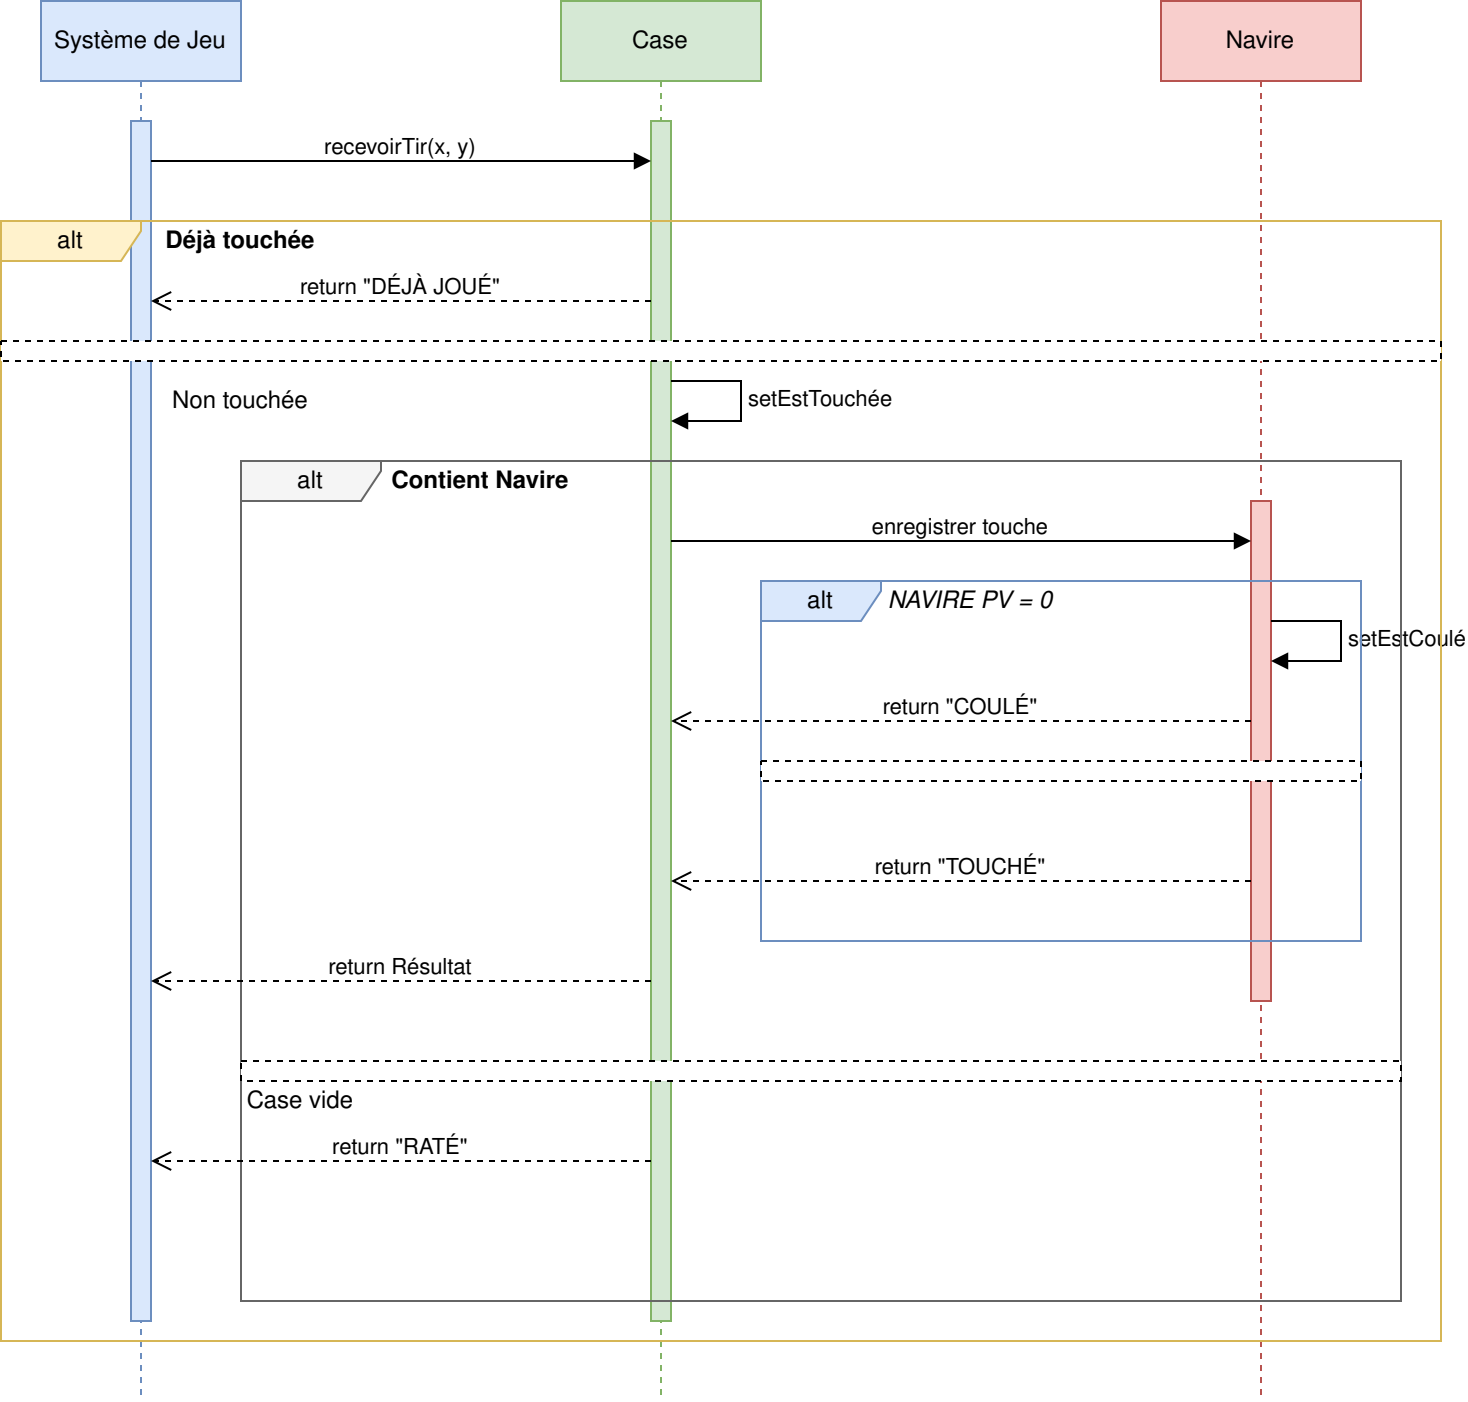 Système de Jeu
Case
Navire
recevoirTir(x, y)
alt
Déjà touchée
return "DÉJÀ JOUÉ"
Non touchée
setEstTouchée
alt
Contient Navire
enregistrer touche
alt
NAVIRE PV = 0
setEstCoulé
return "COULÉ"
return "TOUCHÉ"
return Résultat
Case vide
return "RATÉ"